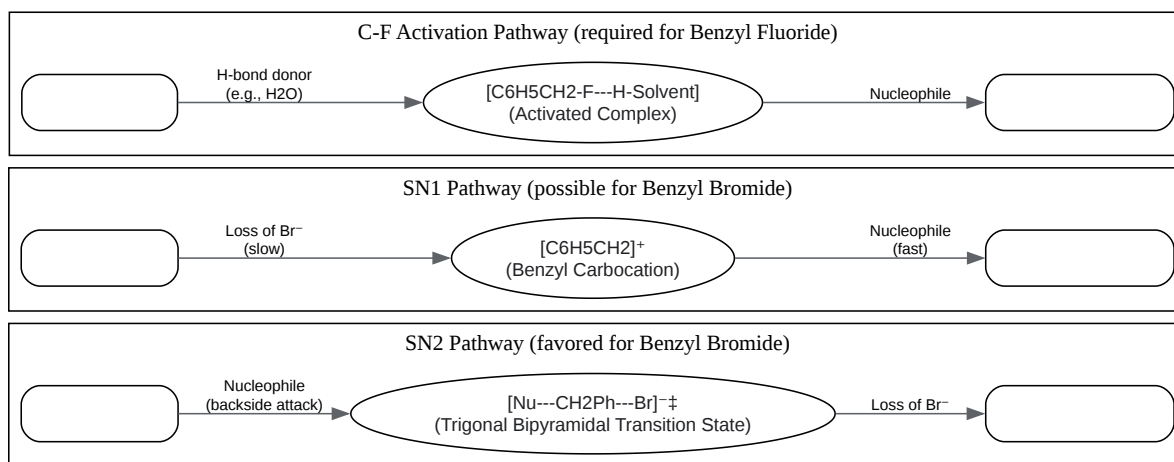 C-F Activation Pathway (required for Benzyl Fluoride)
H-bond donor
(e.g., H2O)
[C6H5CH2-F---H-Solvent]
(Activated Complex)
Nucleophile
SN1 Pathway (possible for Benzyl Bromide)
Loss of Br⁻
(slow)
[C6H5CH2]⁺
(Benzyl Carbocation)
Nucleophile
(fast)
SN2 Pathway (favored for Benzyl Bromide)
Nucleophile
(backside attack)
[Nu---CH2Ph---Br]⁻‡
(Trigonal Bipyramidal Transition State)
Loss of Br⁻